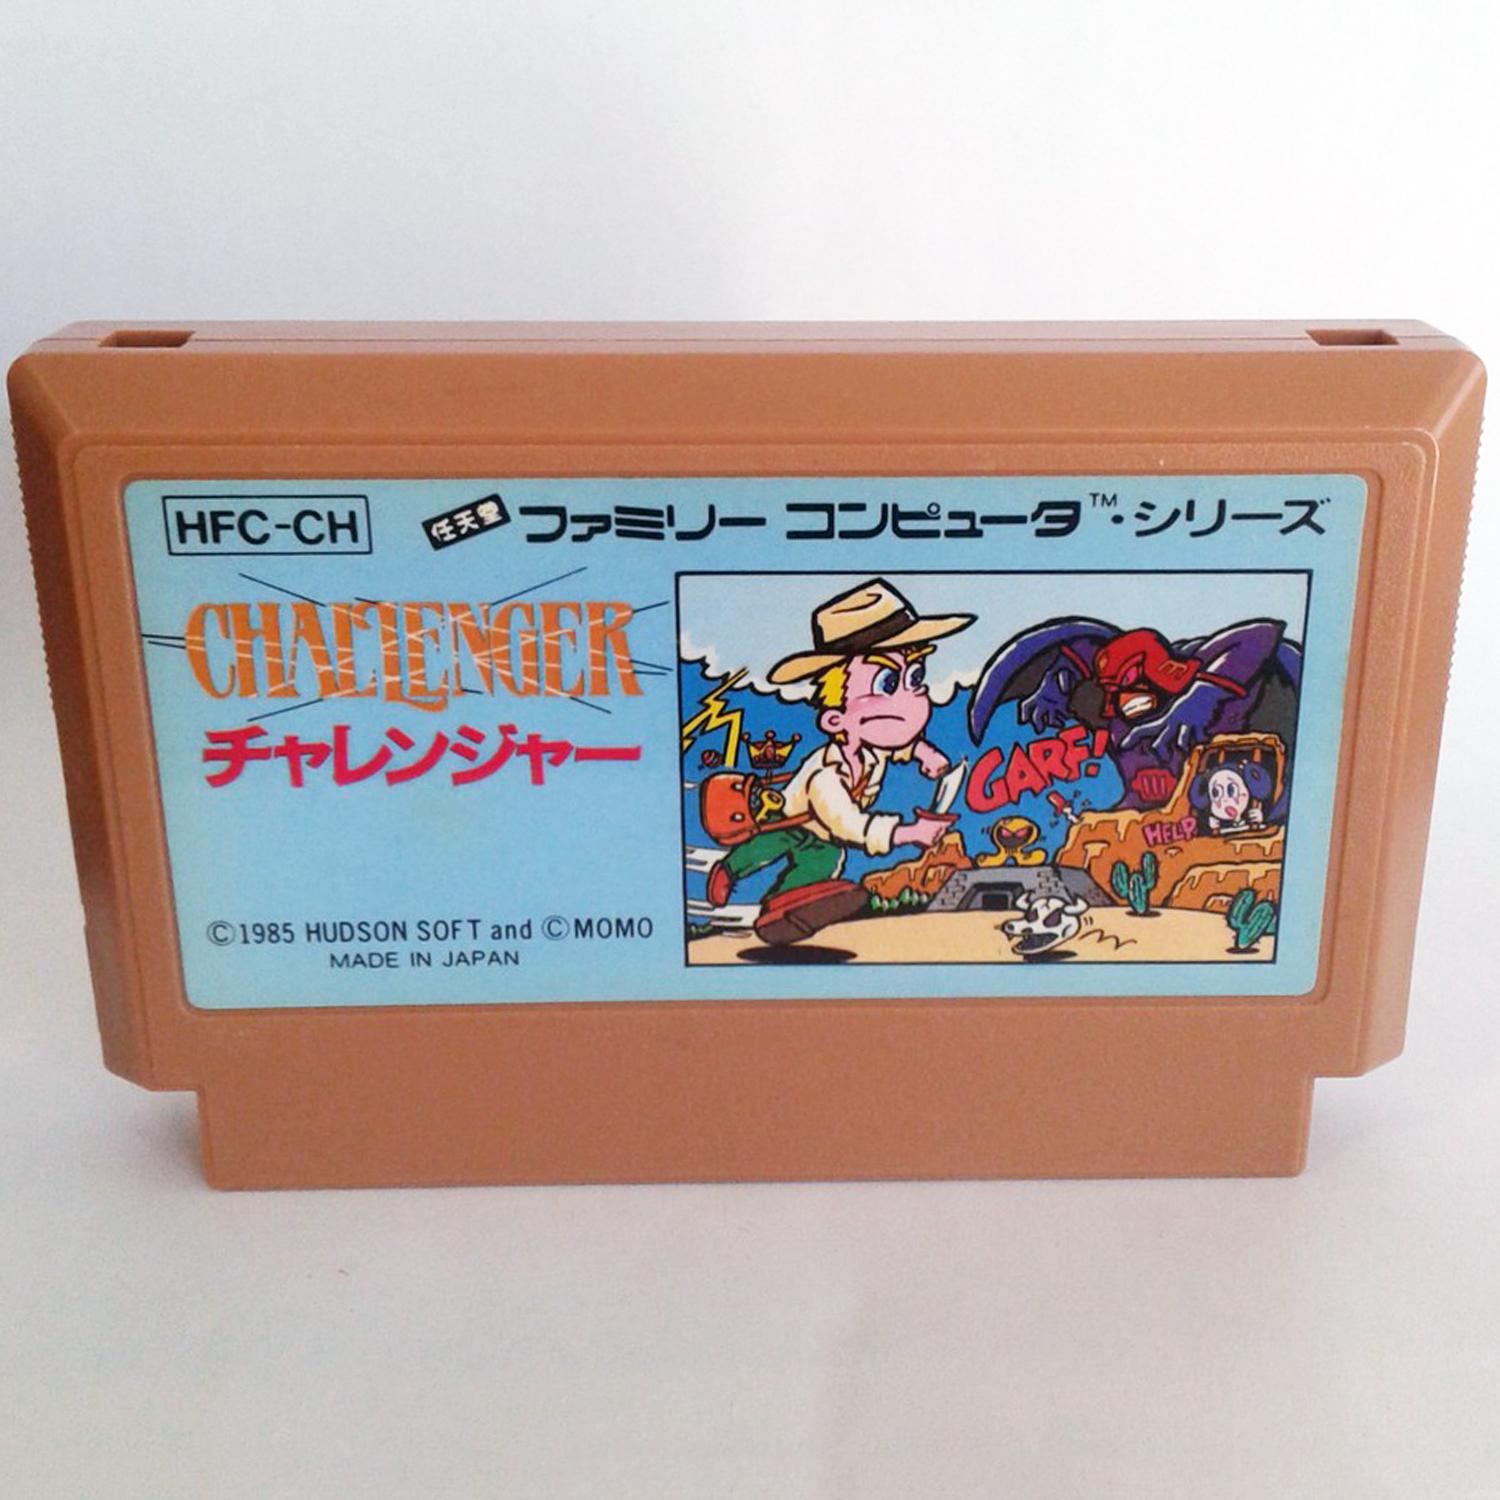 HFC-CH
任天堂 ファミリー コンピュータ™・シリーズ
CHALLENGER
チャレンジャー
GARF!
HELP
©1985 HUDSON SOFT and ©MOMO
MADE IN JAPAN